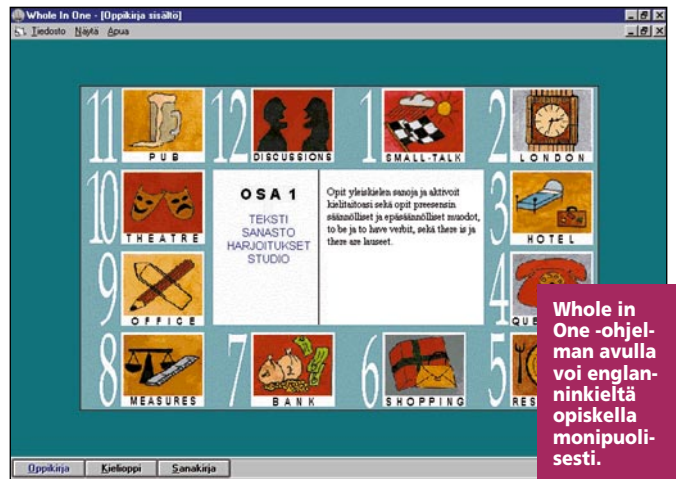 Whole In One - [Oppikirja sisältö]
Tiedosto Näytä Apua
11 12 1 2
PUB DISCUSSIONS SMALL-TALK LONDON
10
THEATRE
OSA 1
TEKSTI
SANASTO
HARJOITUKSET
STUDIO
Opit yleiskielen sanoja ja aktivoit
kielitaitoasi sekä opit preesensin
säännölliset ja epäsäännölliset muodot,
to be ja to have verbit, sekä there is ja
there are lauseet.
3
HOTEL
9
OFFICE
4
QUE
8 7 6 5
MEASURES BANK SHOPPING RES
Whole in
One -ohjel-
man avulla
voi englan-
ninkieltä
opiskella
monipuoli-
sesti.
Oppikirja Kielioppi Sanakirja